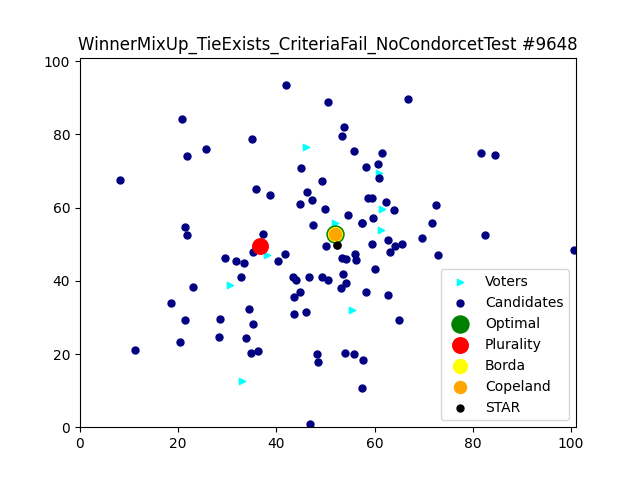 WinnerMixUp_TieExists_CriteriaFail_NoCondorcetTest #9648
100
80
60
40
20
0
0 20 40 60 80 100
Voters
Candidates
Optimal
Plurality
Borda
Copeland
STAR